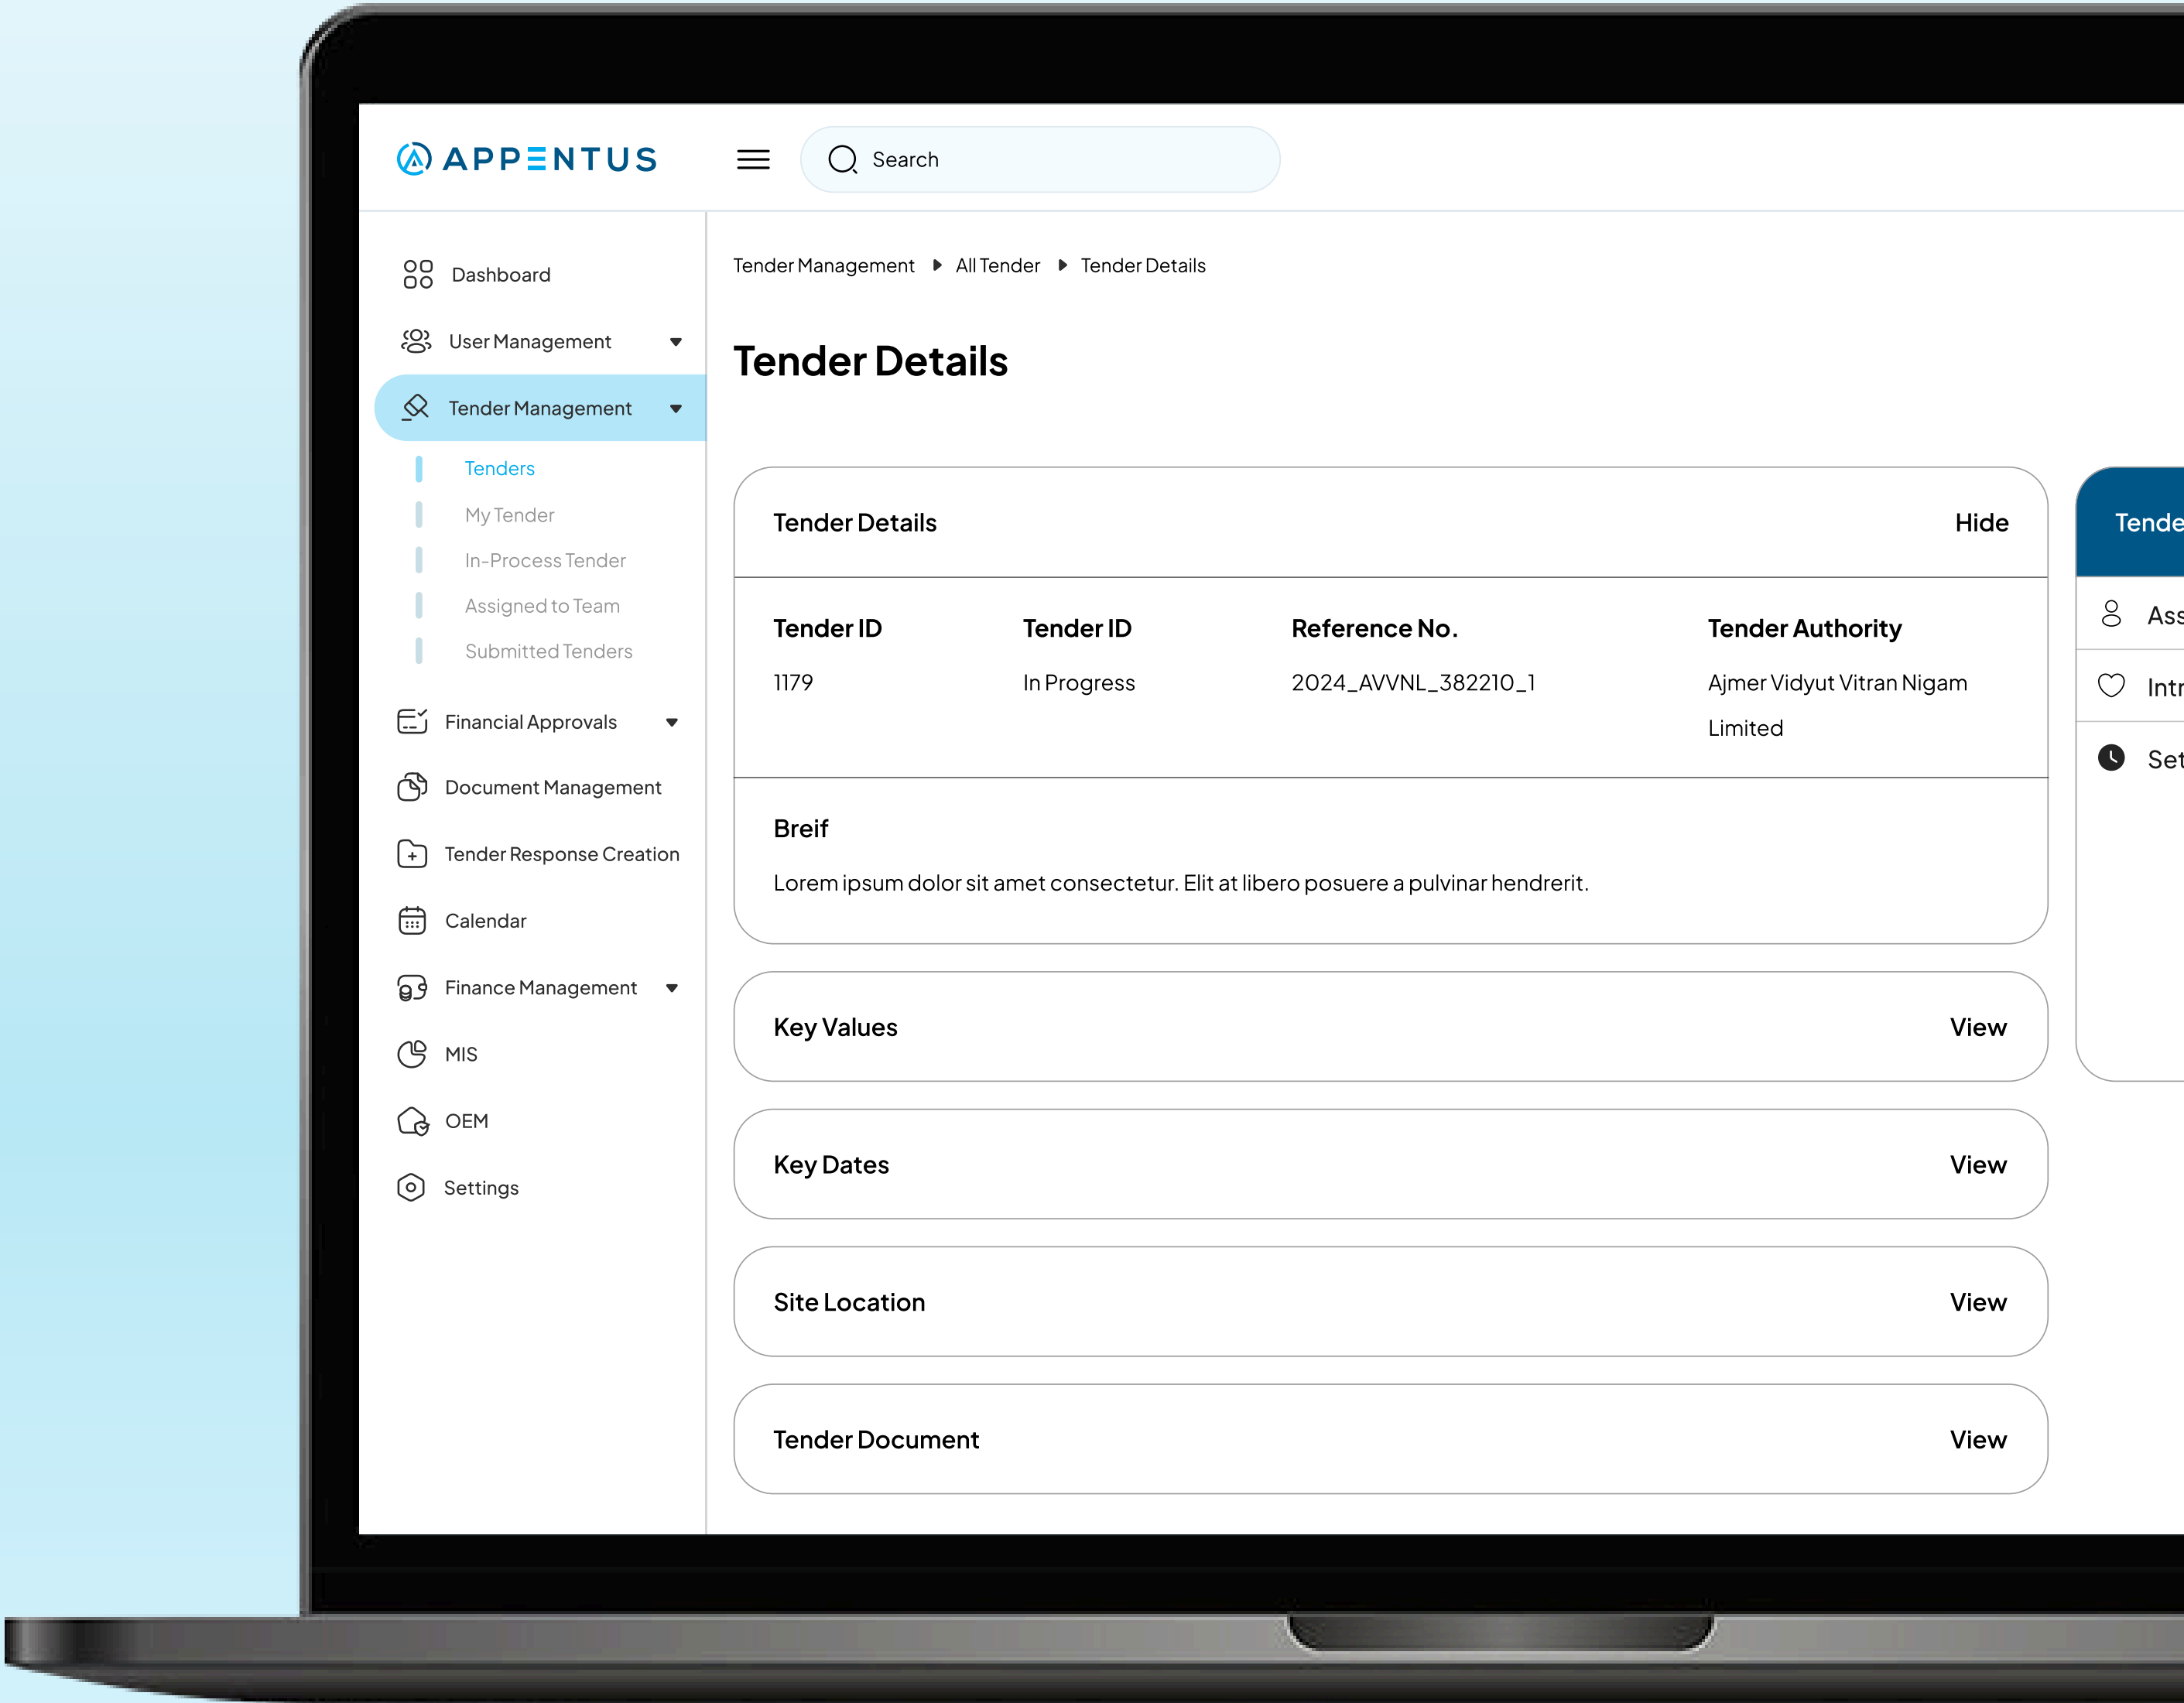 APPENTUS
Search
Dashboard
User Management
Tender Management
Tenders
My Tender
In-Process Tender
Assigned to Team
Submitted Tenders
Financial Approvals
Document Management
Tender Response Creation
Calendar
Finance Management
MIS
OEM
Settings
Tender Management All Tender Tender Details
Tender Details
Tender Details Hide
Tender ID Tender ID Reference No. Tender Authority
1179 In Progress 2024_AVVNL_382210_1 Ajmer Vidyut Vitran Nigam
Limited
Breif
Lorem ipsum dolor sit amet consectetur. Elit at libero posuere a pulvinar hendrerit.
Key Values View
Key Dates View
Site Location View
Tender Document View